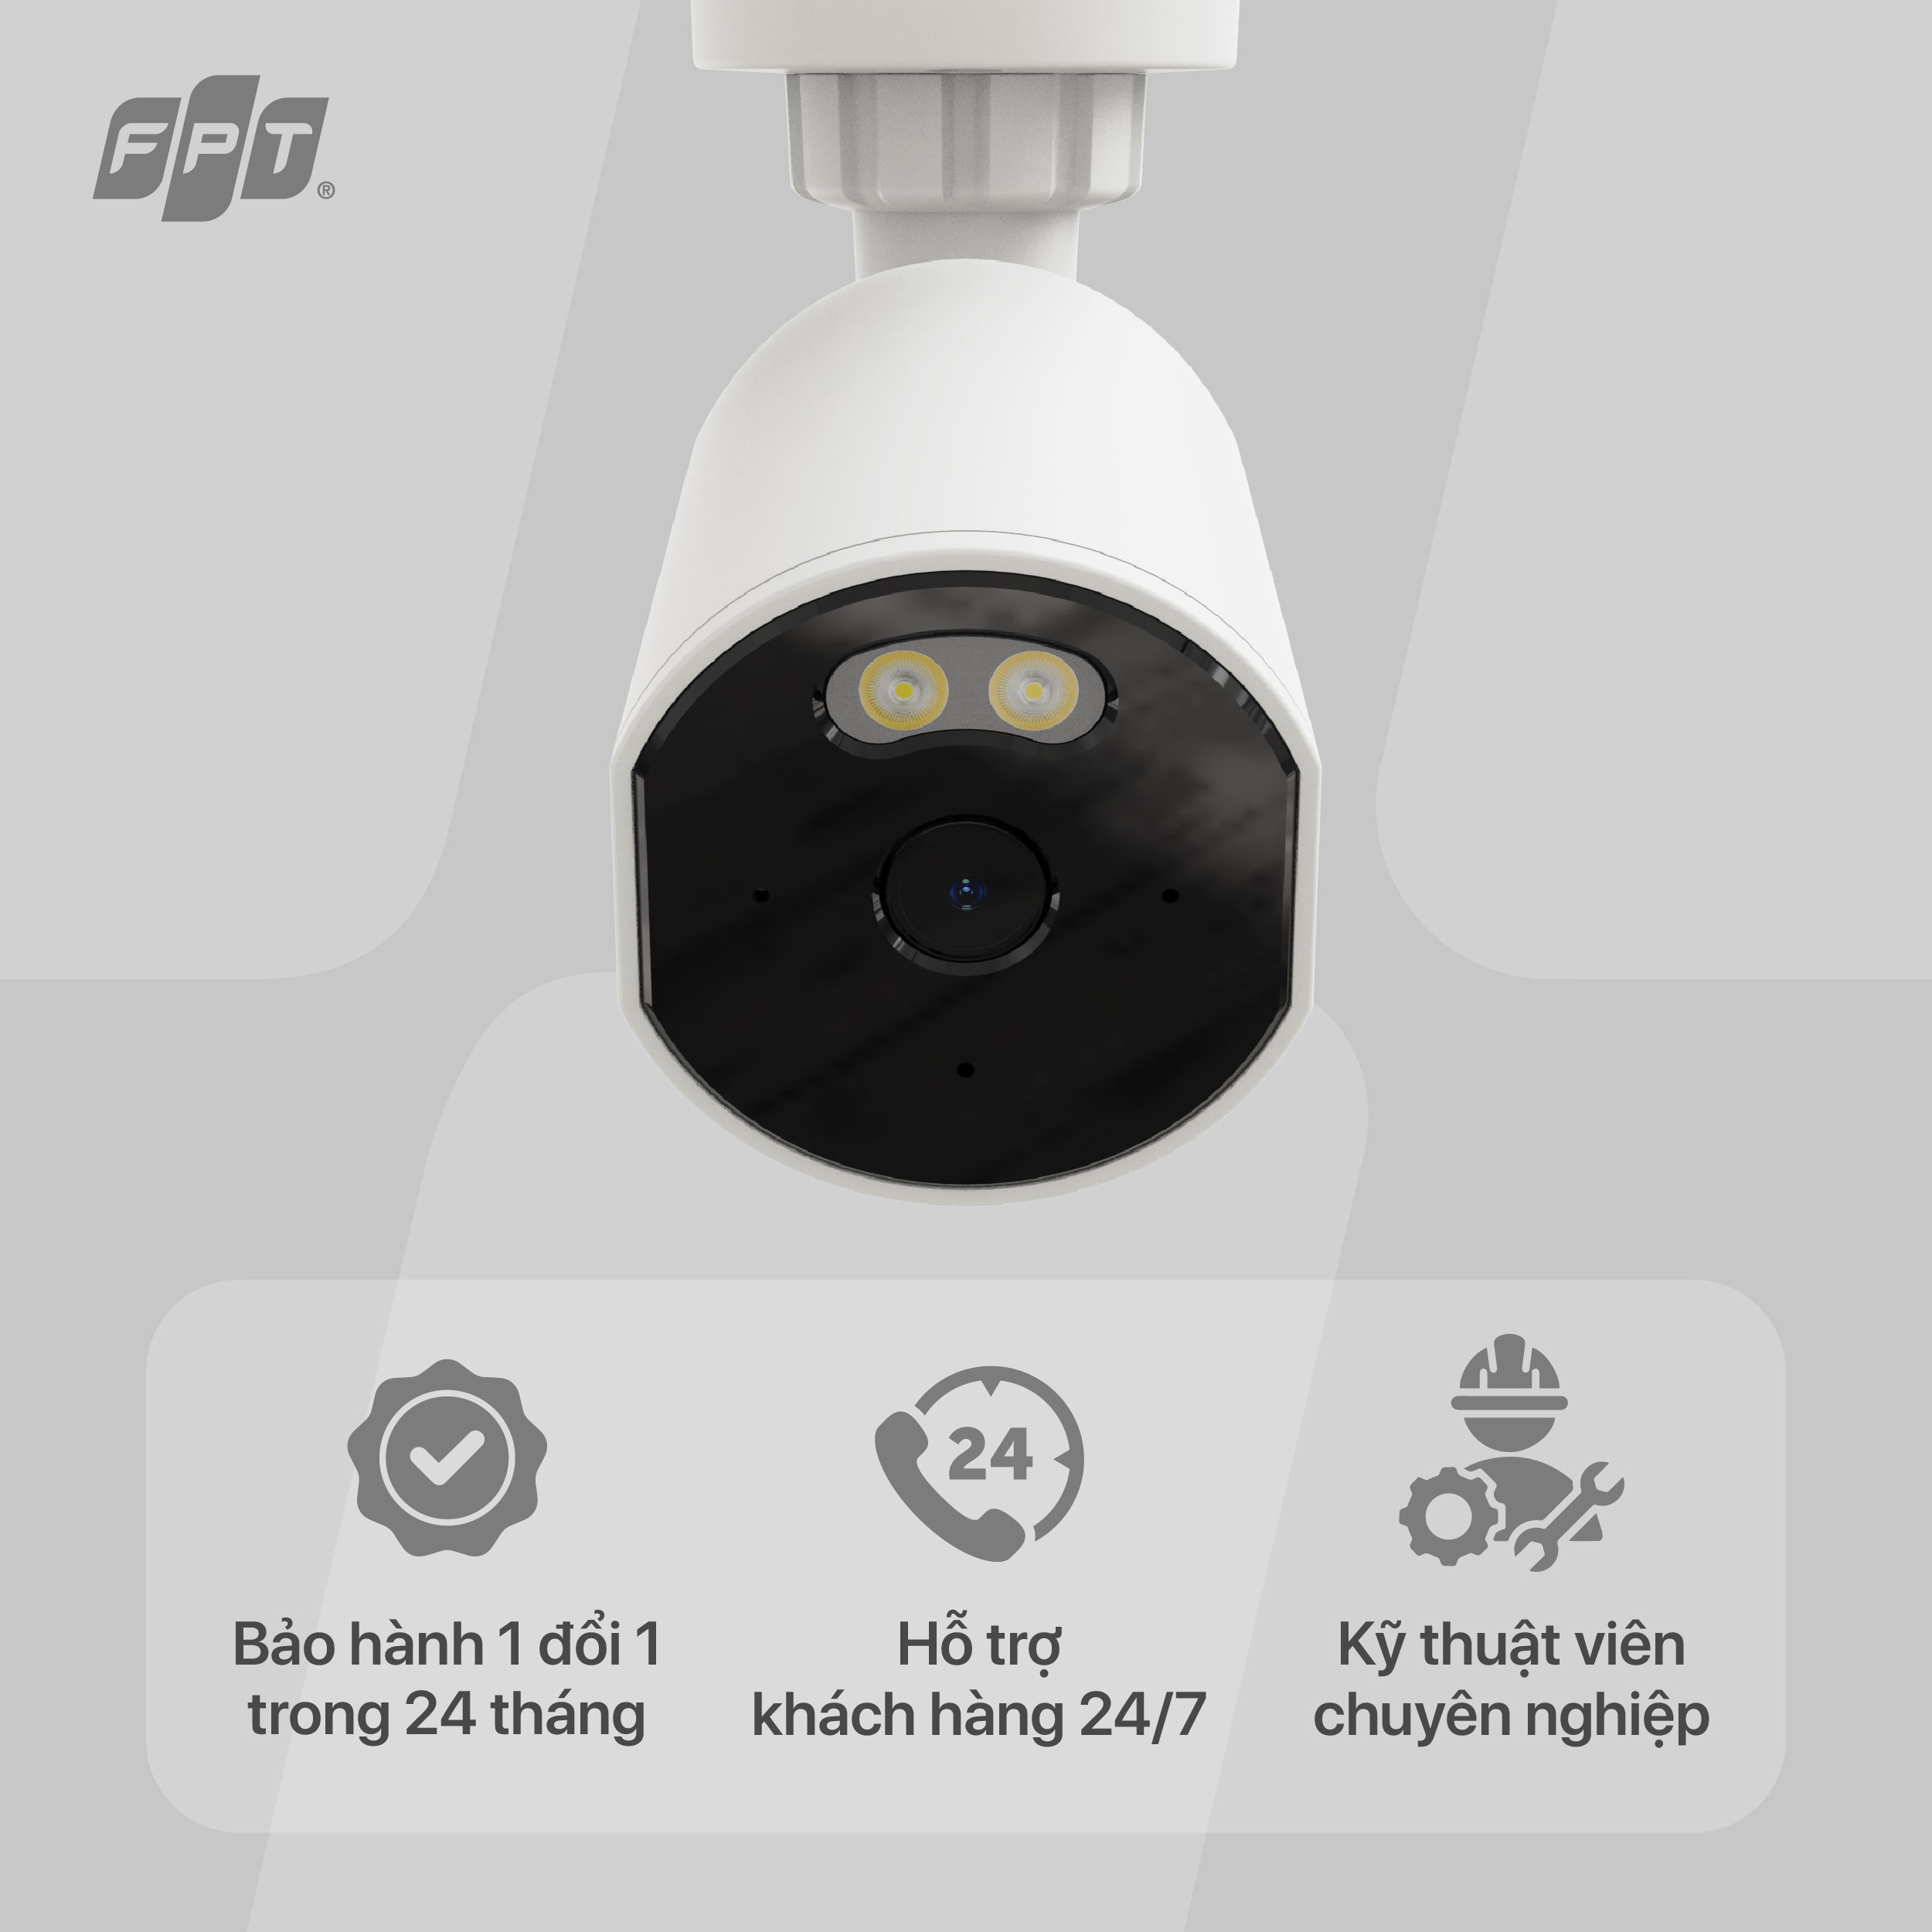 FPT®
24
Bảo hành 1 đổi 1
trong 24 tháng
Hỗ trợ
khách hàng 24/7
Kỹ thuật viên
chuyên nghiệp